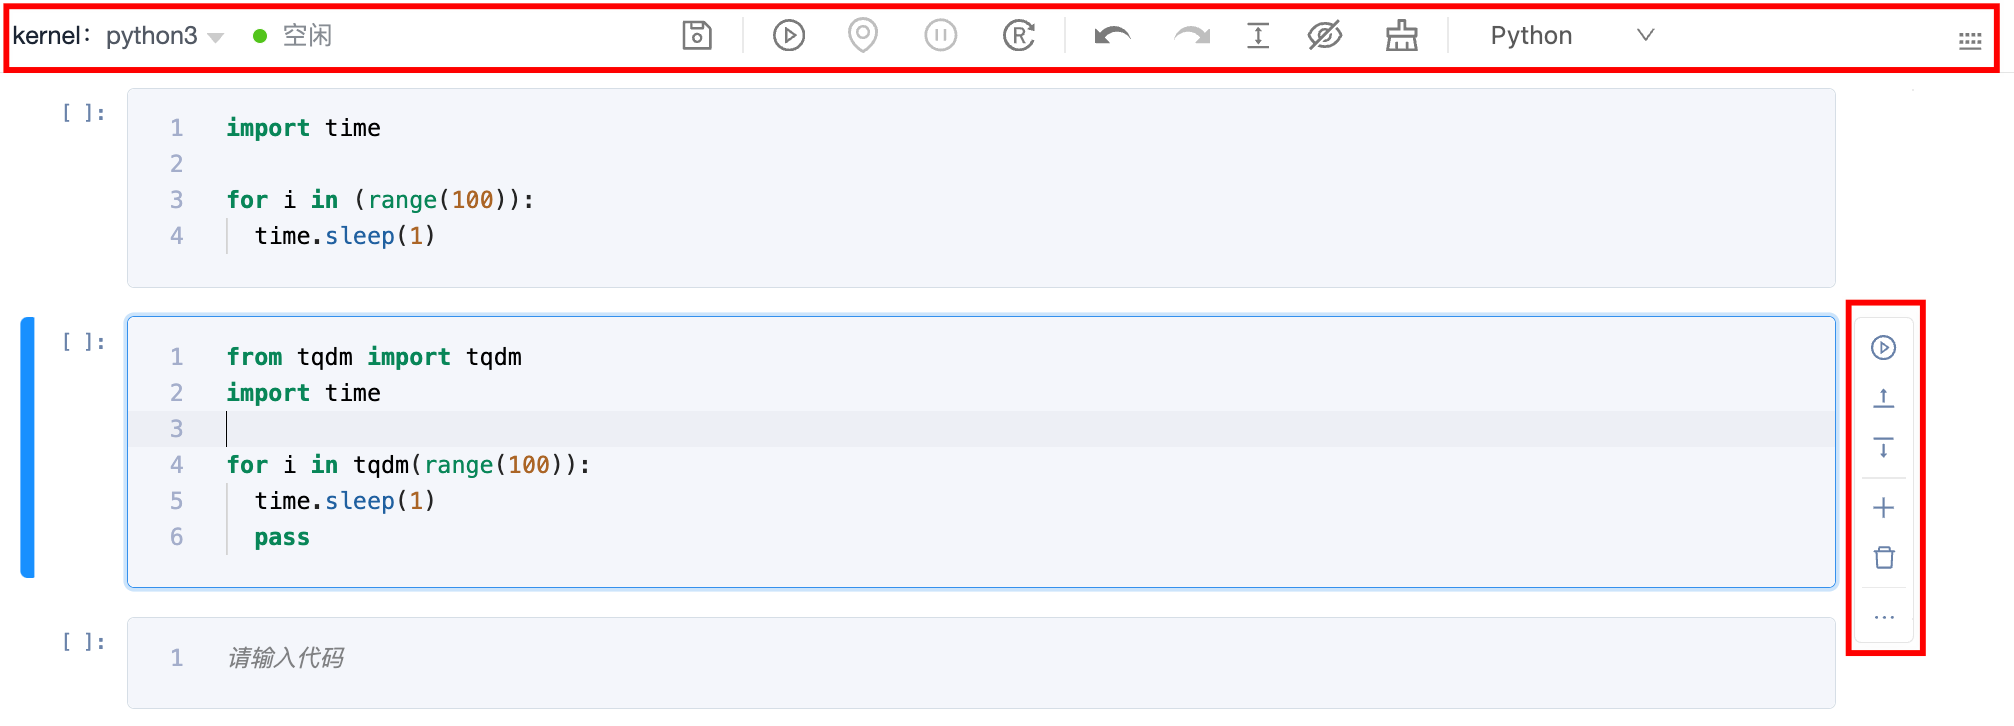 kernel： python3 空闲 Python
[ ]:
1 import time
2
3 for i in (range(100)):
4 time.sleep(1)
[ ]:
1 from tqdm import tqdm
2 import time
3
4 for i in tqdm(range(100)):
5 time.sleep(1)
6 pass
[ ]:
1 请输入代码